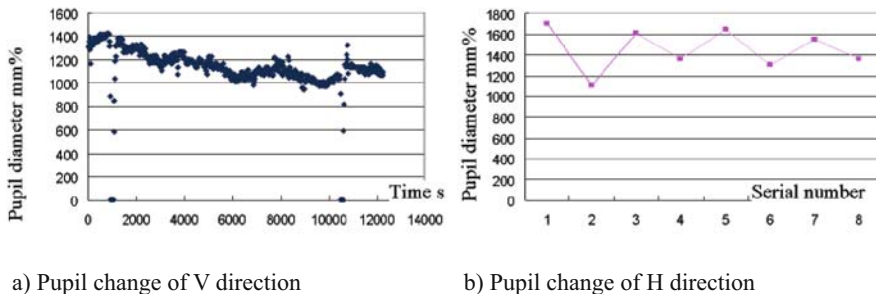 Pupil diameter mm%
1600
1400
1200
1000
800
600
400
200
0
0 2000 4000 6000 8000 10000 12000 14000
Time s
Pupil diameter mm%
1800
1600
1400
1200
1000
800
600
400
200
0
1 2 3 4 5 6 7 8
Serial number
a) Pupil change of V direction
b) Pupil change of H direction